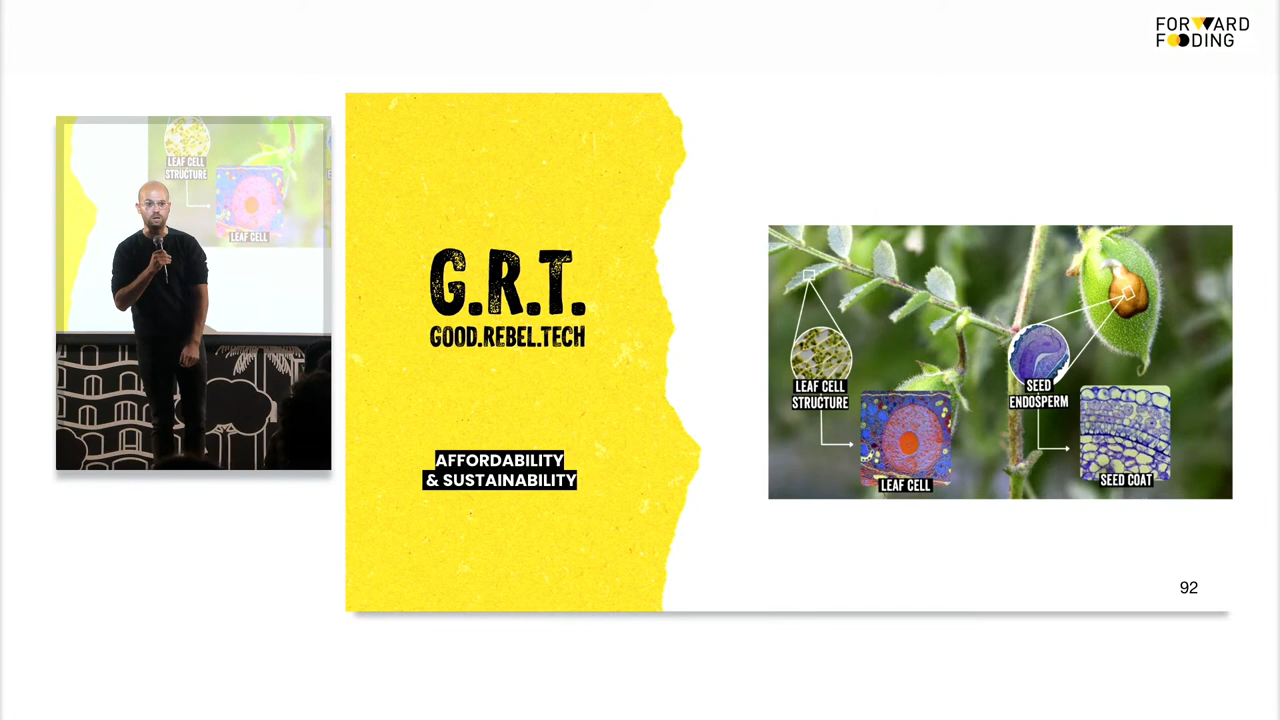 FORWARD
FOODING
LEAF CELL
STRUCTURE
LEAF CELL
G.R.T.
GOOD.REBEL.TECH
AFFORDABILITY
& SUSTAINABILITY
LEAF CELL
STRUCTURE
LEAF CELL
SEED
ENDOSPERM
SEED COAT
92